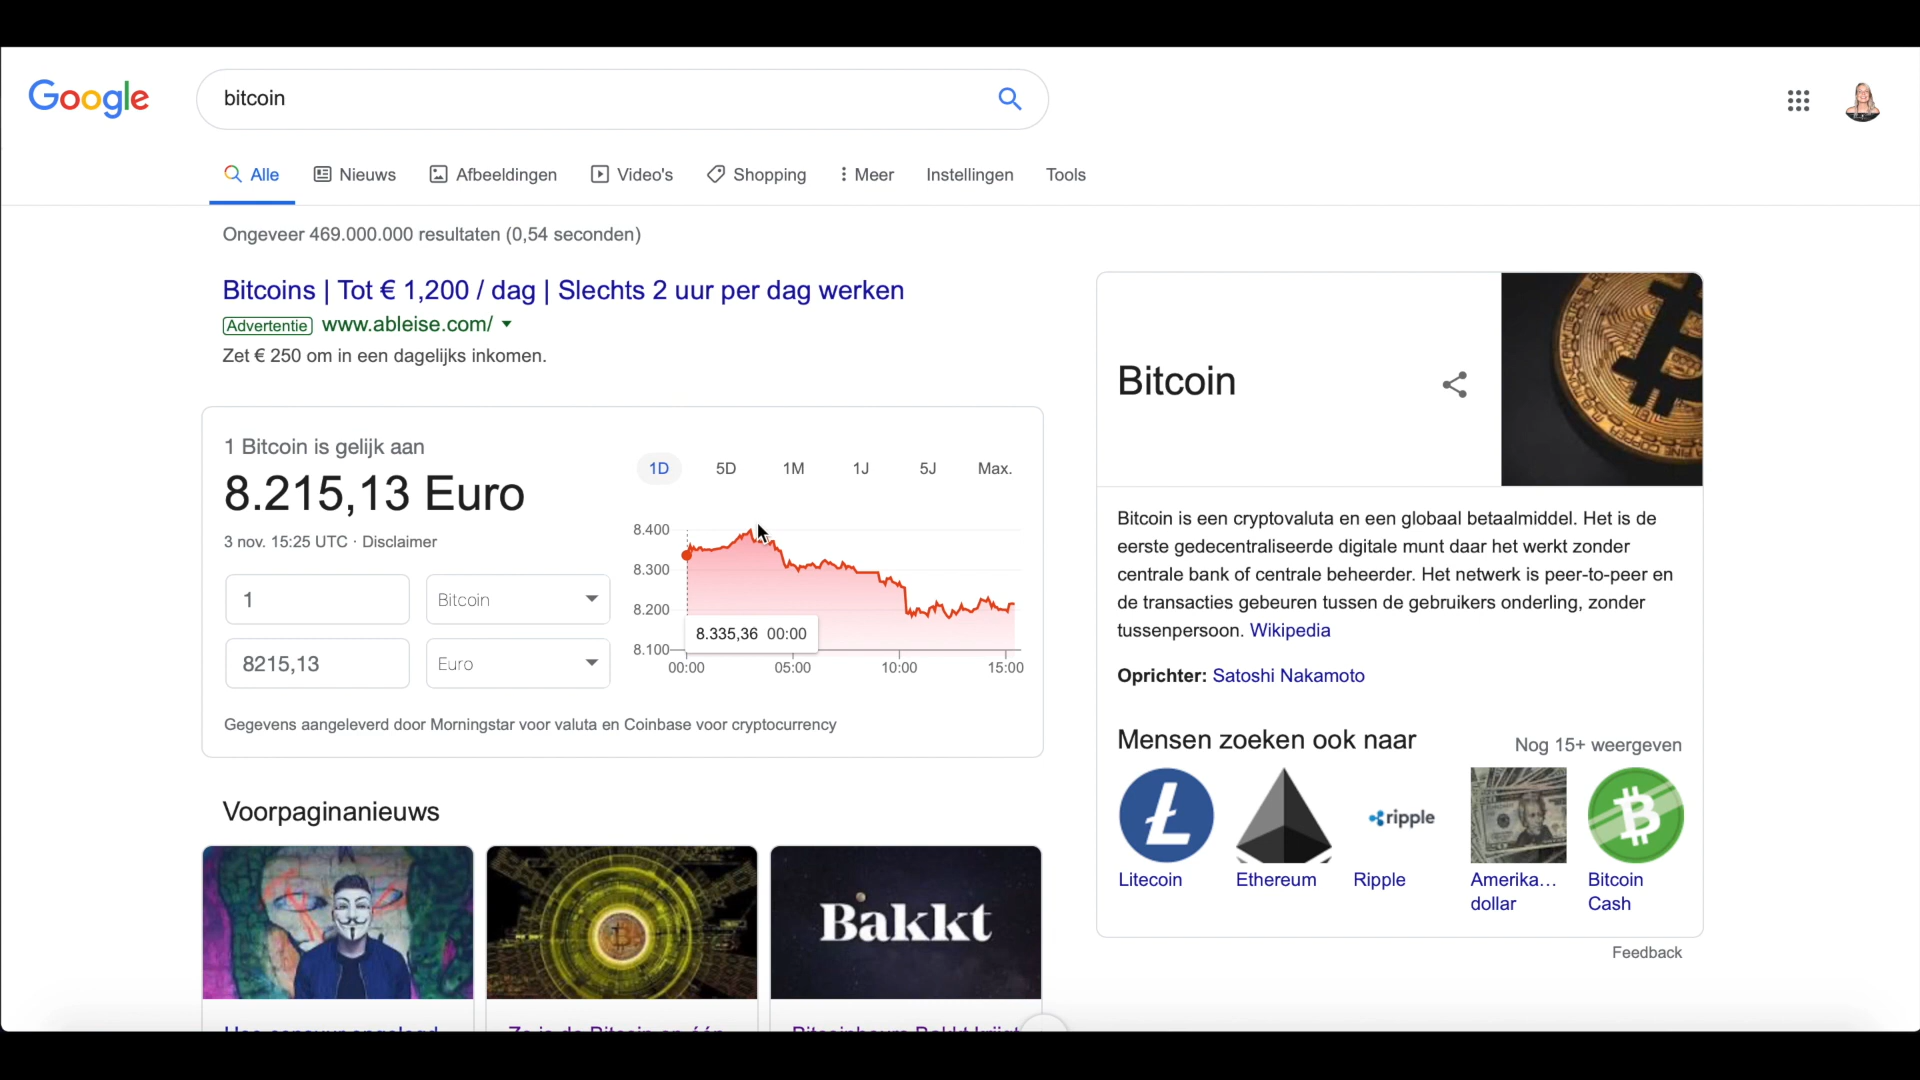 Google
bitcoin
Alle
Nieuws
Afbeeldingen
Video's
Shopping
Meer
Instellingen
Tools
Ongeveer 469.000.000 resultaten (0,54 seconden)
Bitcoins | Tot € 1,200 / dag | Slechts 2 uur per dag werken
Advertentie www.ableise.com/
Zet € 250 om in een dagelijks inkomen.
1 Bitcoin is gelijk aan
8.215,13 Euro
3 nov. 15:25 UTC · Disclaimer
1
Bitcoin
8215,13
Euro
1D 5D 1M 1J 5J Max.
8.400
8.300
8.200
8.100
8.335,36 00:00
00:00 05:00 10:00 15:00
Gegevens aangeleverd door Morningstar voor valuta en Coinbase voor cryptocurrency
Voorpaginanieuws
Bakkt
Bitcoin
Bitcoin is een cryptovaluta en een globaal betaalmiddel. Het is de
eerste gedecentraliseerde digitale munt daar het werkt zonder
centrale bank of centrale beheerder. Het netwerk is peer-to-peer en
de transacties gebeuren tussen de gebruikers onderling, zonder
tussenpersoon. Wikipedia
Oprichter: Satoshi Nakamoto
Mensen zoeken ook naar
Nog 15+ weergeven
ripple
Litecoin
Ethereum
Ripple
Amerika...
dollar
Bitcoin
Cash
Feedback